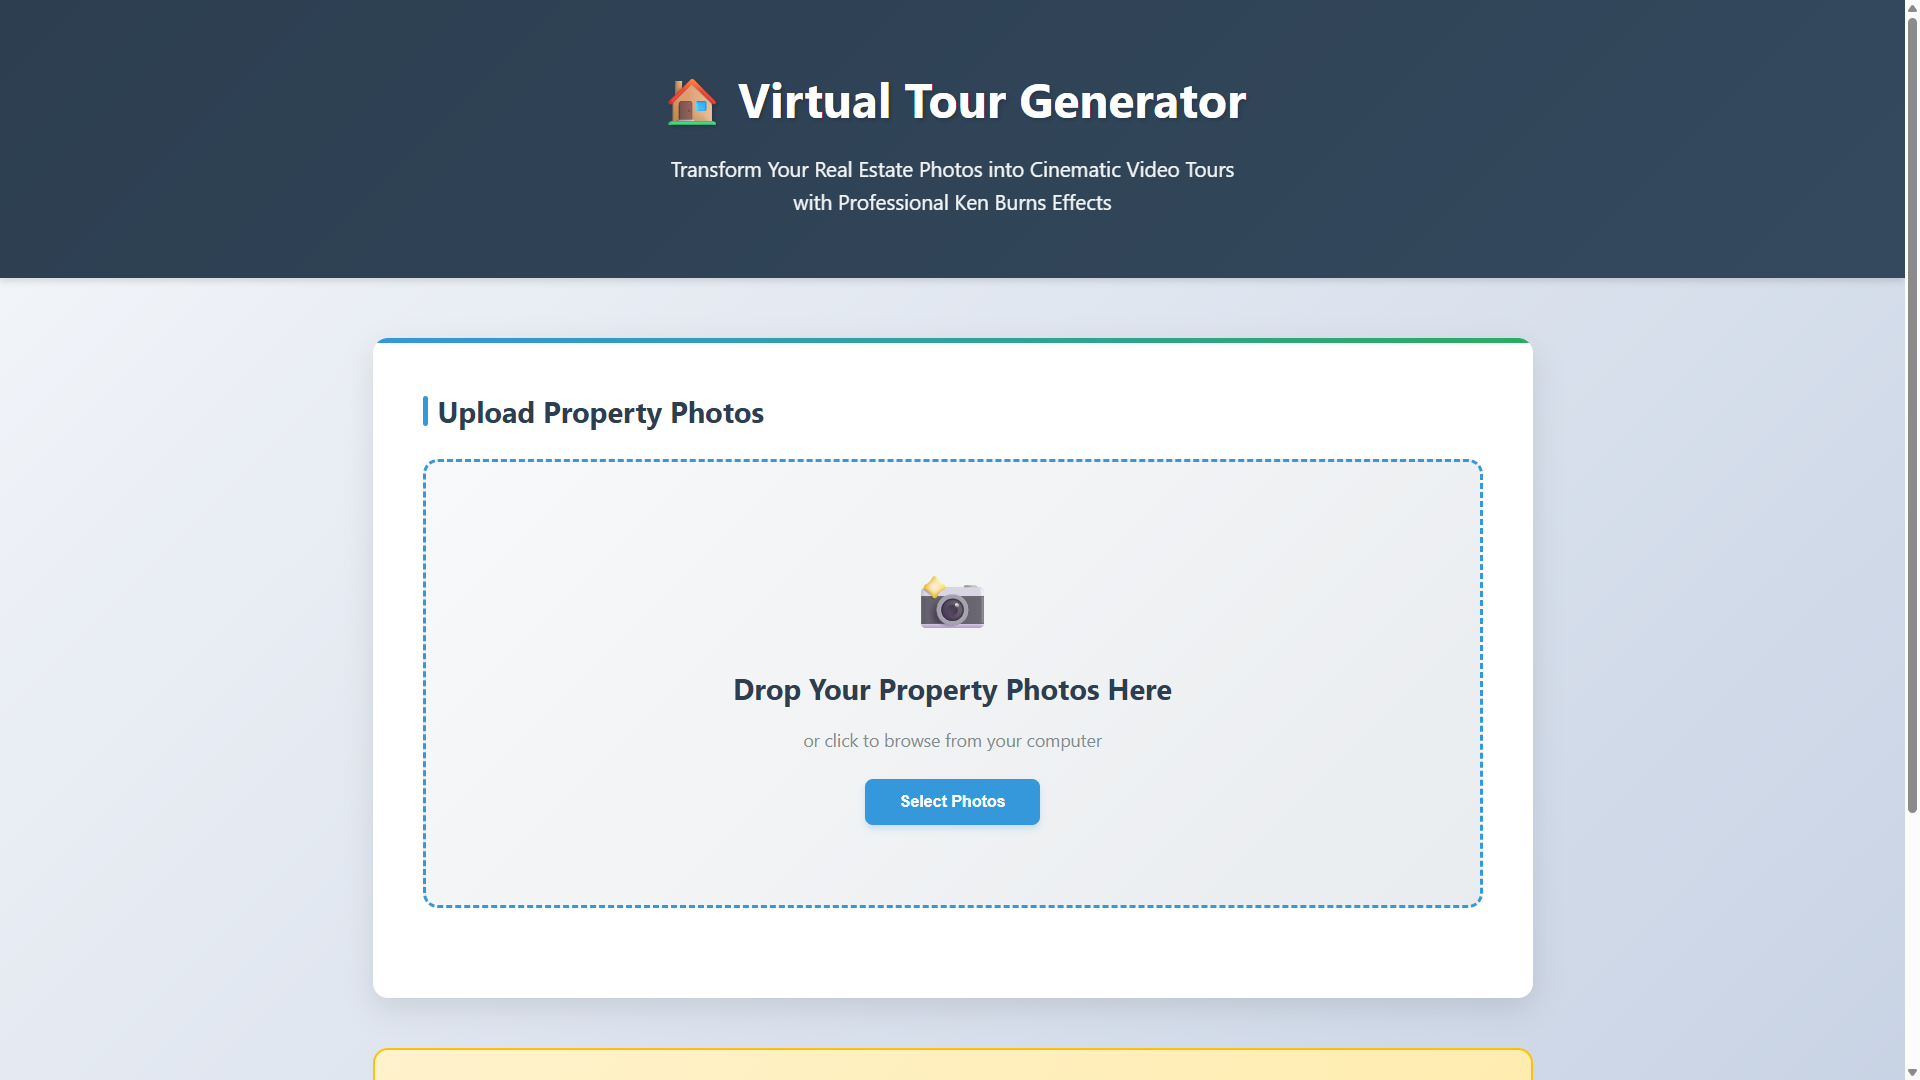 Virtual Tour Generator
Transform Your Real Estate Photos into Cinematic Video Tours
with Professional Ken Burns Effects
Upload Property Photos
Drop Your Property Photos Here
or click to browse from your computer
Select Photos